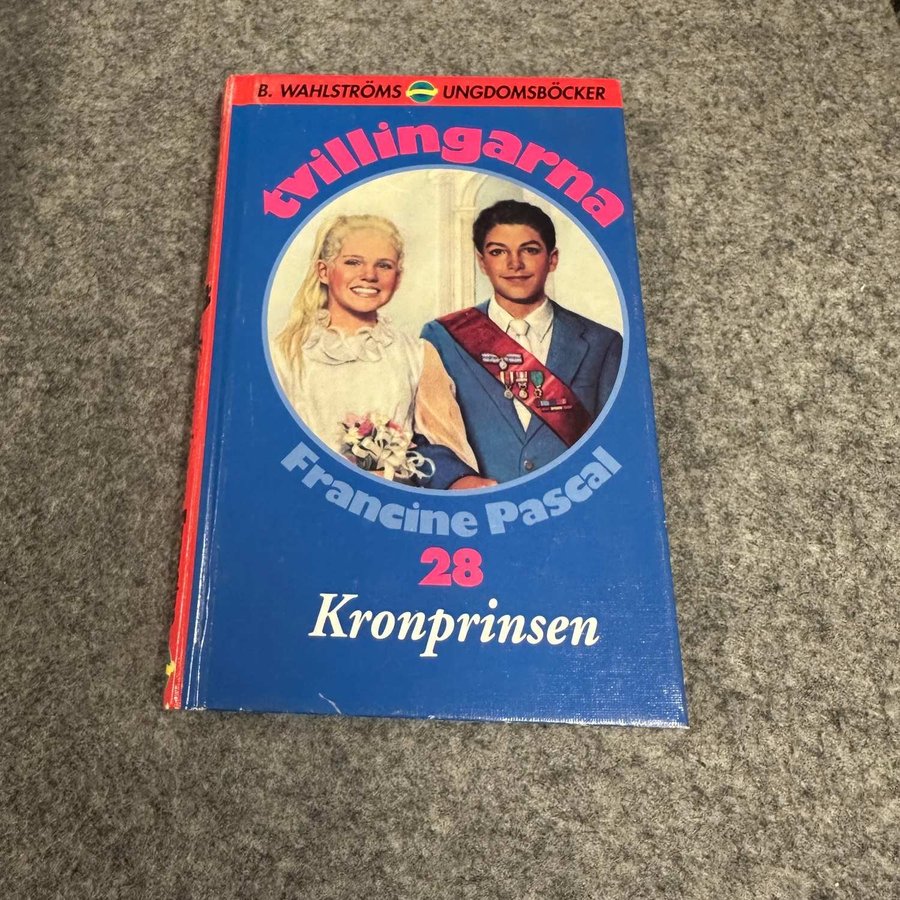 B. WAHLSTRÖMS UNGDOMSBÖCKER
tvillingarna
Francine Pascal
28
Kronprinsen